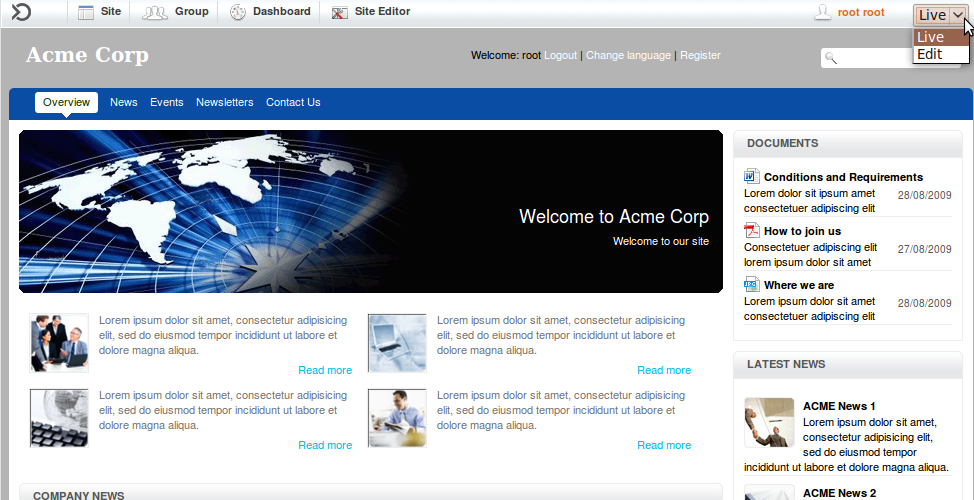 Site Group Dashboard Site Editor root root Live
Live
Edit
Acme Corp
Welcome: root Logout | Change language | Register
Overview News Events Newsletters Contact Us
Welcome to Acme Corp
Welcome to our site
Lorem ipsum dolor sit amet, consectetur adipisicing
elit, sed do eiusmod tempor incididunt ut labore et
dolore magna aliqua.
Read more
Lorem ipsum dolor sit amet, consectetur adipisicing
elit, sed do eiusmod tempor incididunt ut labore et
dolore magna aliqua.
Read more
Lorem ipsum dolor sit amet, consectetur adipisicing
elit, sed do eiusmod tempor incididunt ut labore et
dolore magna aliqua.
Read more
Lorem ipsum dolor sit amet, consectetur adipisicing
elit, sed do eiusmod tempor incididunt ut labore et
dolore magna aliqua.
Read more
COMPANY NEWS
DOCUMENTS
Conditions and Requirements
Lorem dolor sit ipsum amet
consectetuer adipiscing elit
28/08/2009
How to join us
Consectetuer adipiscing elit
lorem ipsum dolor sit amet
27/08/2009
Where we are
Lorem ipsum dolor sit amet
consectetuer adipiscing elit
28/08/2009
LATEST NEWS
ACME News 1
Lorem ipsum dolor sit amet,
consectetur adipisicing elit,
sed do eiusmod tempor
incididunt ut labore et dolore magna aliqua.
ACME News 2